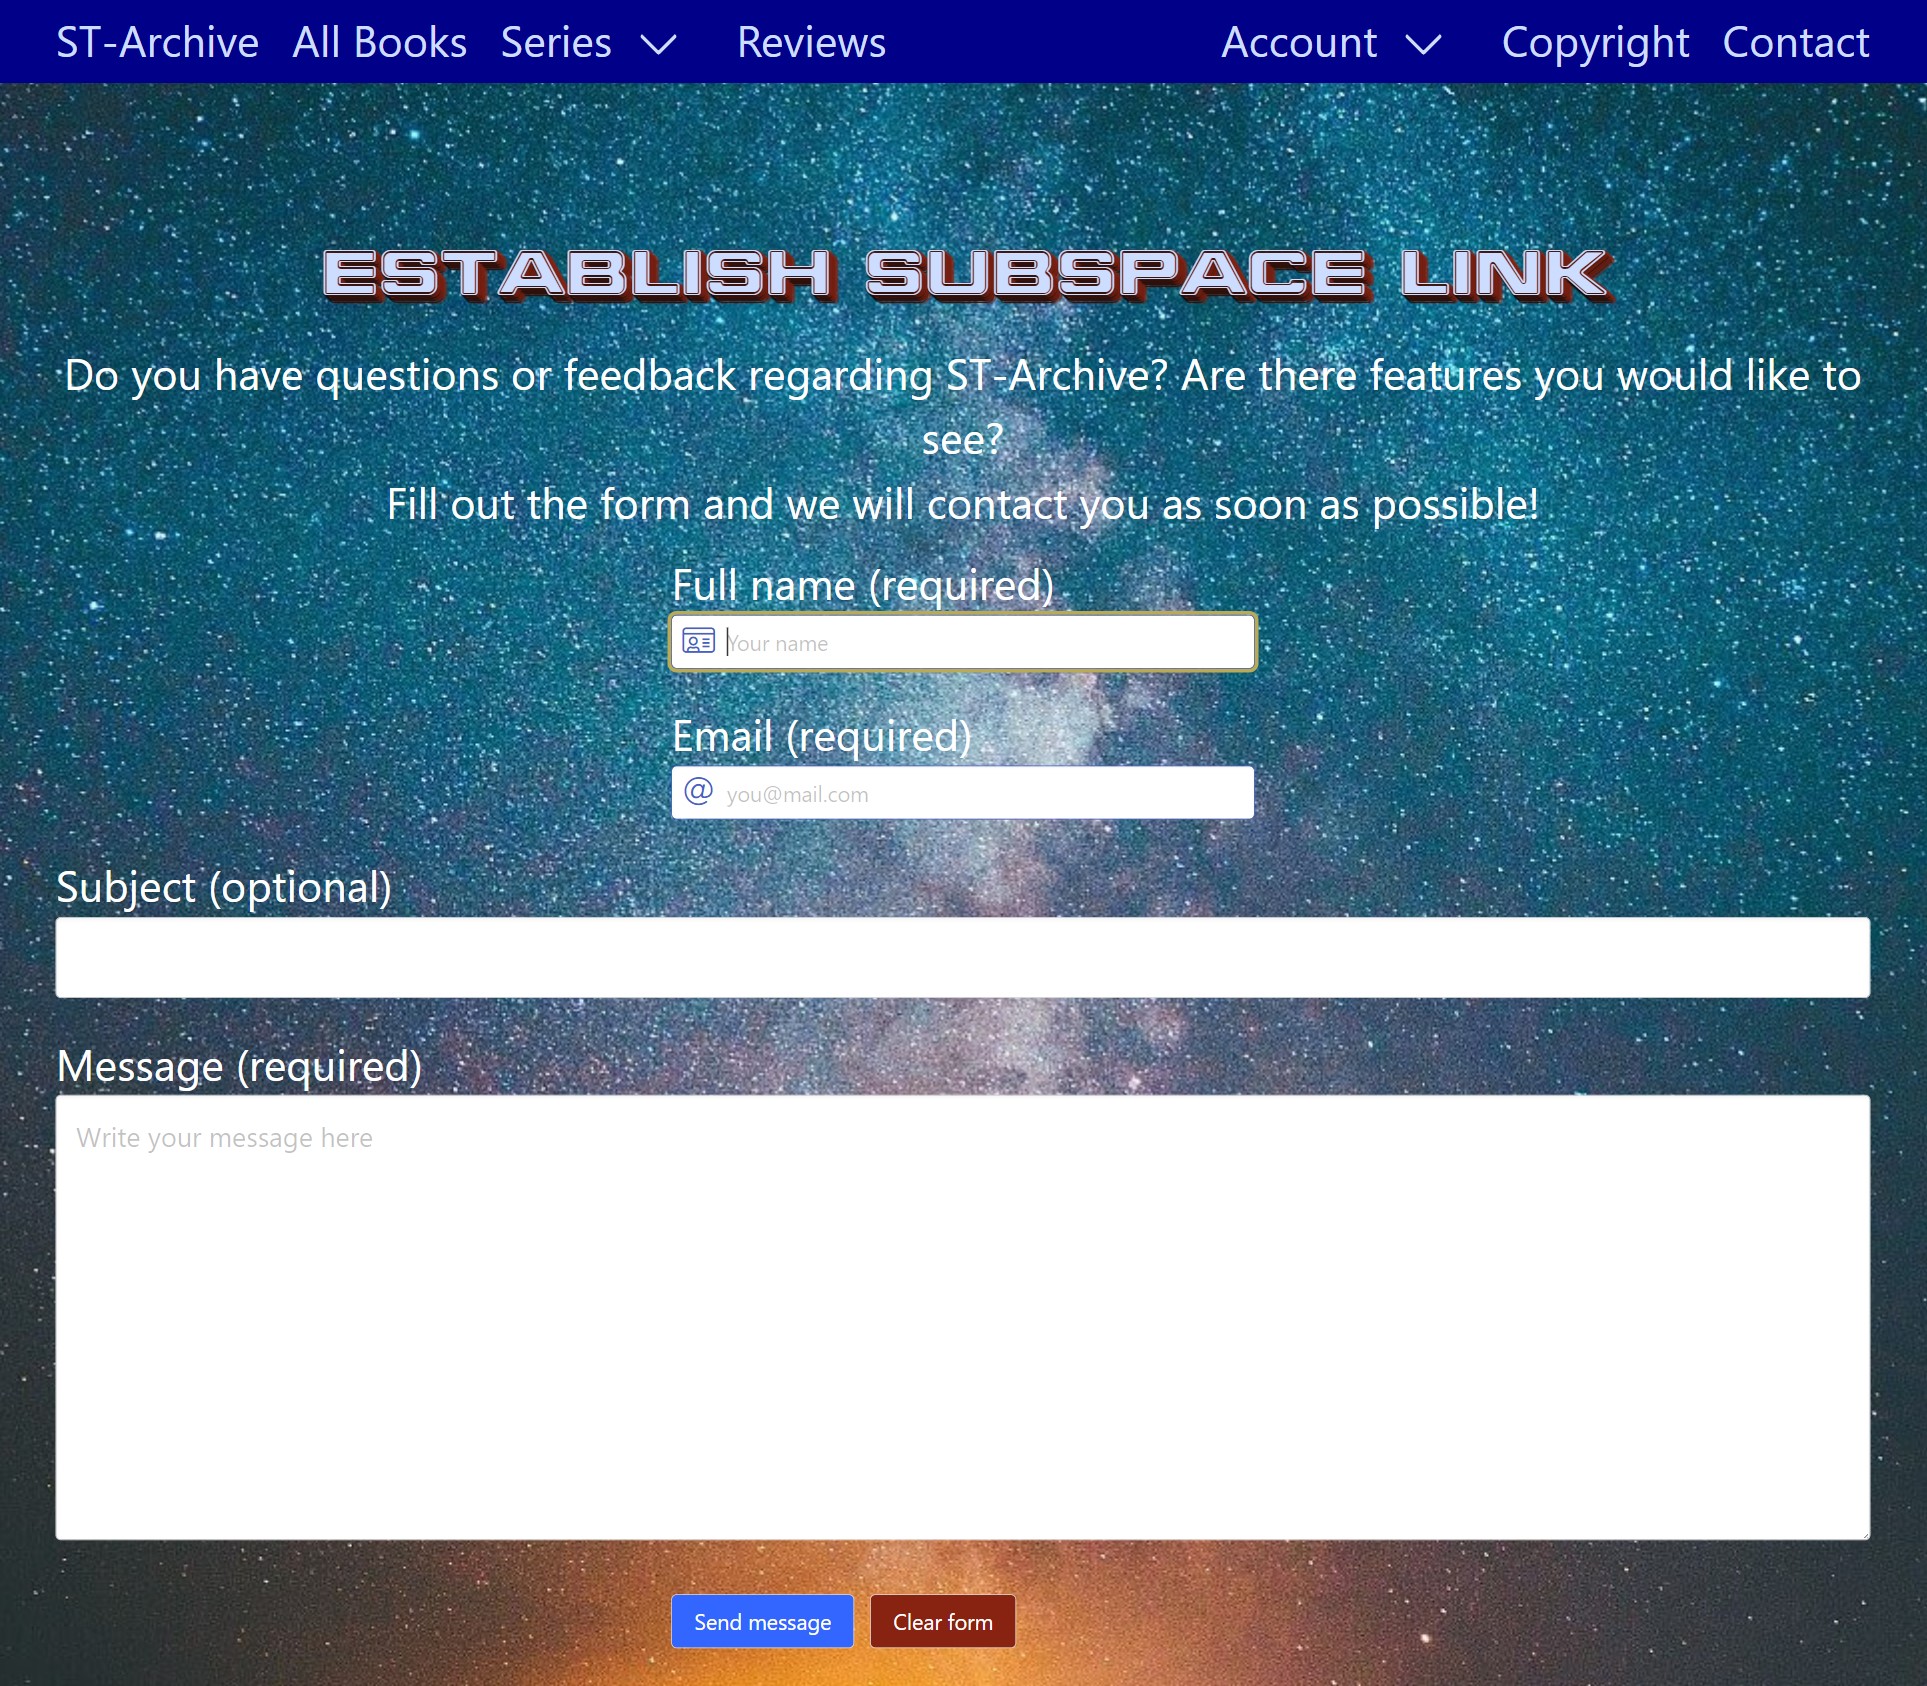 ST-Archive All Books Series Reviews Account Copyright Contact
ESTABLISH SUBSPACE LINK
Do you have questions or feedback regarding ST-Archive? Are there features you would like to
see?
Fill out the form and we will contact you as soon as possible!
Full name (required)
Your name
Email (required)
@ you@mail.com
Subject (optional)
Message (required)
Write your message here
Send message Clear form